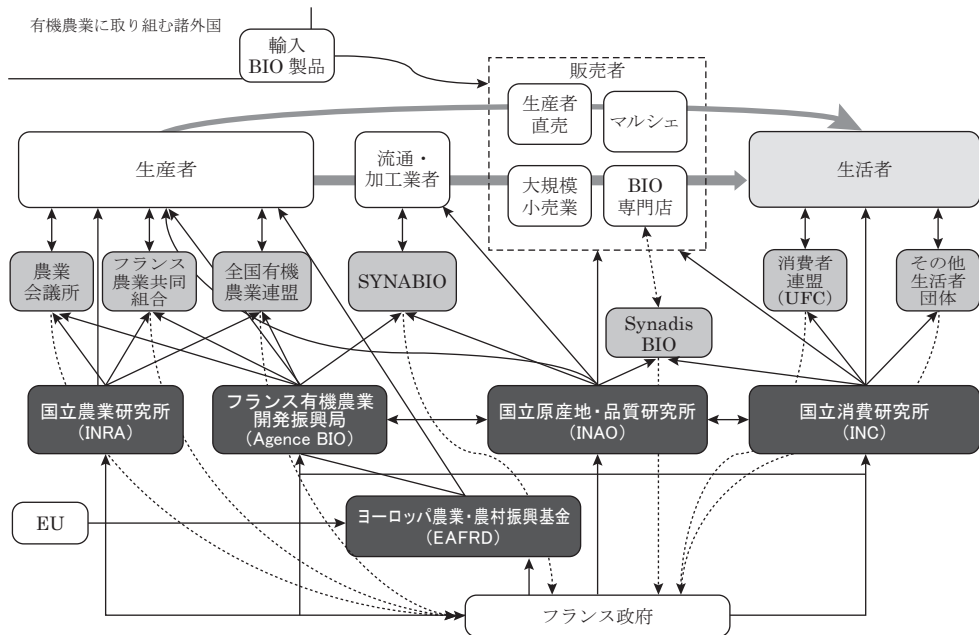 有機農業に取り組む諸外国
輸入
BIO 製品
販売者
生産者
直売
マルシェ
生産者
流通・
加工業者
大規模
小売業
BIO
専門店
生活者
農業
会議所
フランス
農業共同
組合
全国有機
農業連盟
SYNABIO
Synadis
BIO
消費者
連盟
(UFC)
その他
生活者
団体
国立農業研究所
(INRA)
フランス有機農業
開発振興局
(Agence BIO)
国立原産地・品質研究所
(INAO)
国立消費研究所
(INC)
EU
ヨーロッパ農業・農村振興基金
(EAFRD)
フランス政府